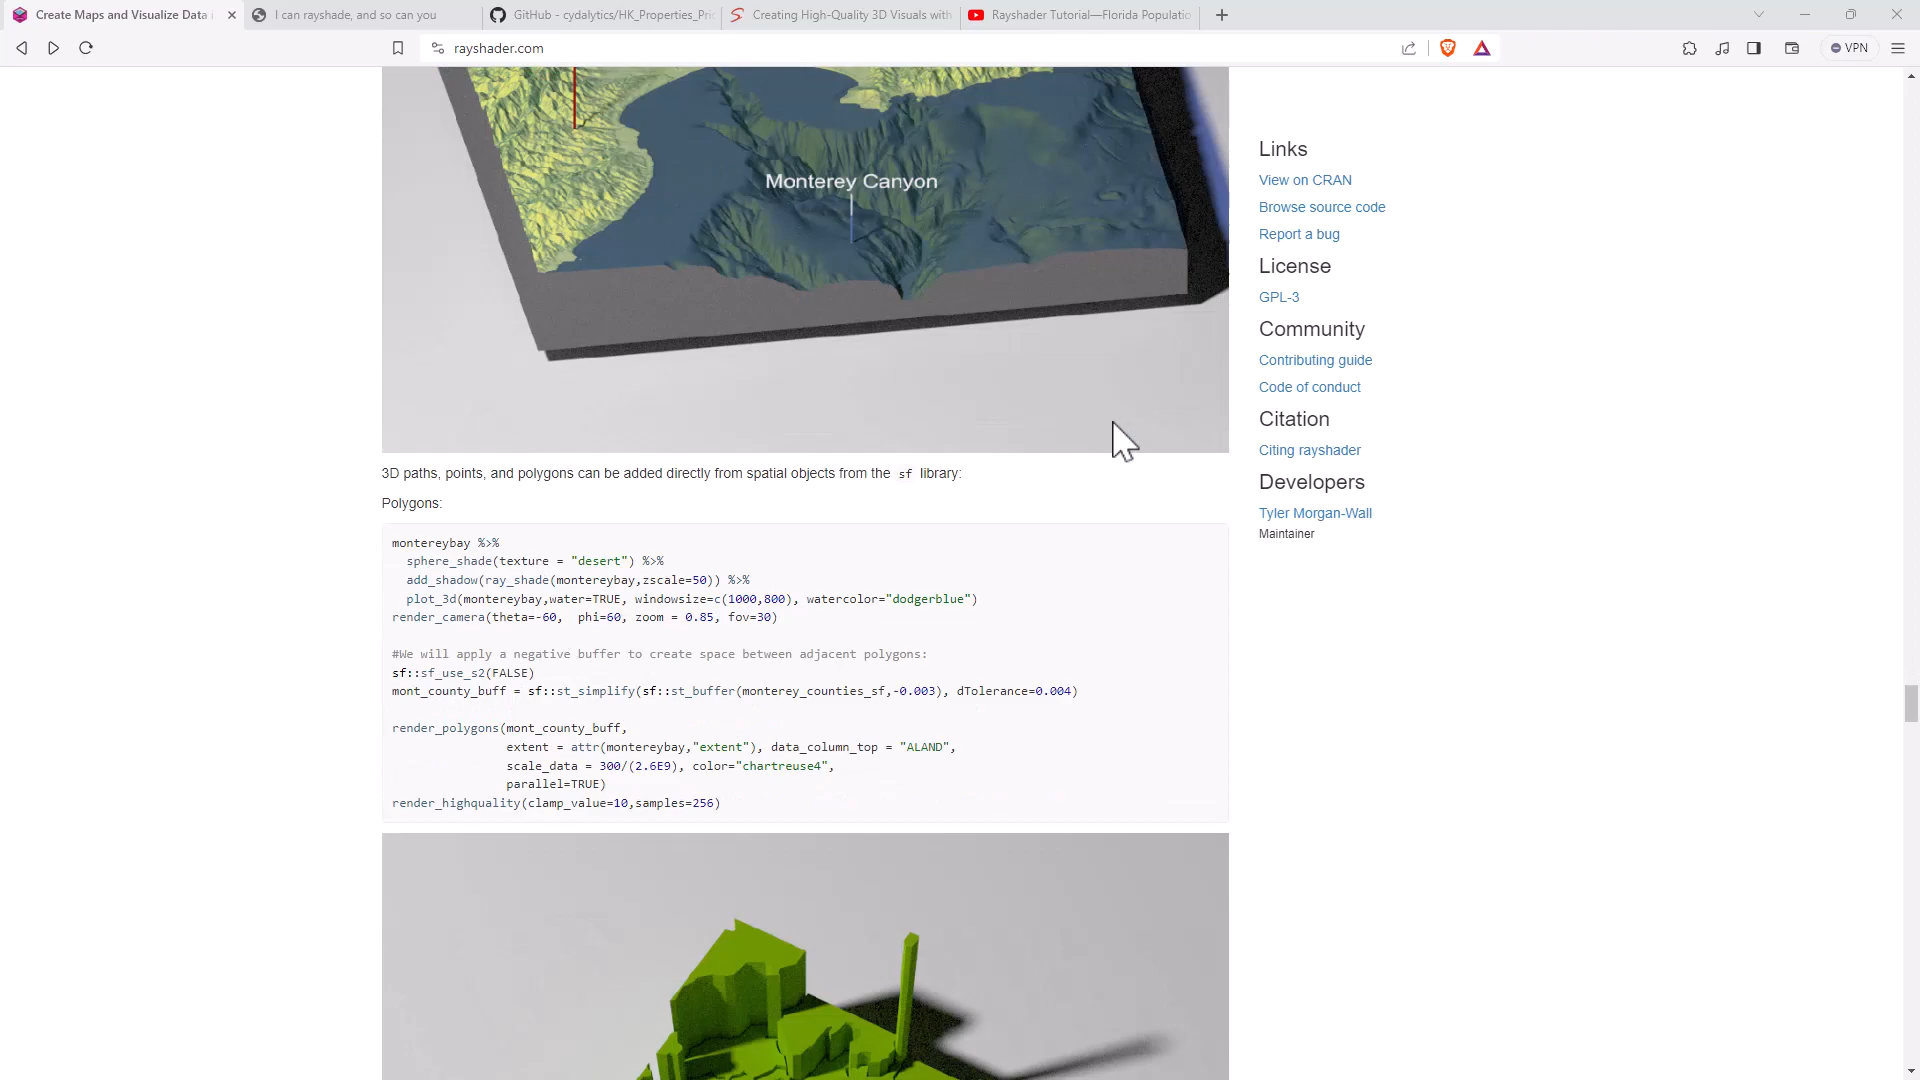 Create Maps and Visualize Data i
I can rayshade, and so can you
GitHub - cydalytics/HK_Properties_Pric
Creating High-Quality 3D Visuals with
Rayshader Tutorial—Florida Populatio
rayshader.com
VPN
Monterey Canyon
Links
View on CRAN
Browse source code
Report a bug
License
GPL-3
Community
Contributing guide
Code of conduct
Citation
Citing rayshader
Developers
Tyler Morgan-Wall
Maintainer
3D paths, points, and polygons can be added directly from spatial objects from the sf library:
Polygons:
montereybay %>%
sphere_shade(texture = "desert") %>%
add_shadow(ray_shade(montereybay,zscale=50)) %>%
plot_3d(montereybay,water=TRUE, windowsize=c(1000,800), watercolor="dodgerblue")
render_camera(theta=-60, phi=60, zoom = 0.85, fov=30)
#We will apply a negative buffer to create space between adjacent polygons:
sf::sf_use_s2(FALSE)
mont_county_buff = sf::st_simplify(sf::st_buffer(monterey_counties_sf,-0.003), dTolerance=0.004)
render_polygons(mont_county_buff,
extent = attr(montereybay,"extent"), data_column_top = "ALAND",
scale_data = 300/(2.6E9), color="chartreuse4",
parallel=TRUE)
render_highquality(clamp_value=10,samples=256)